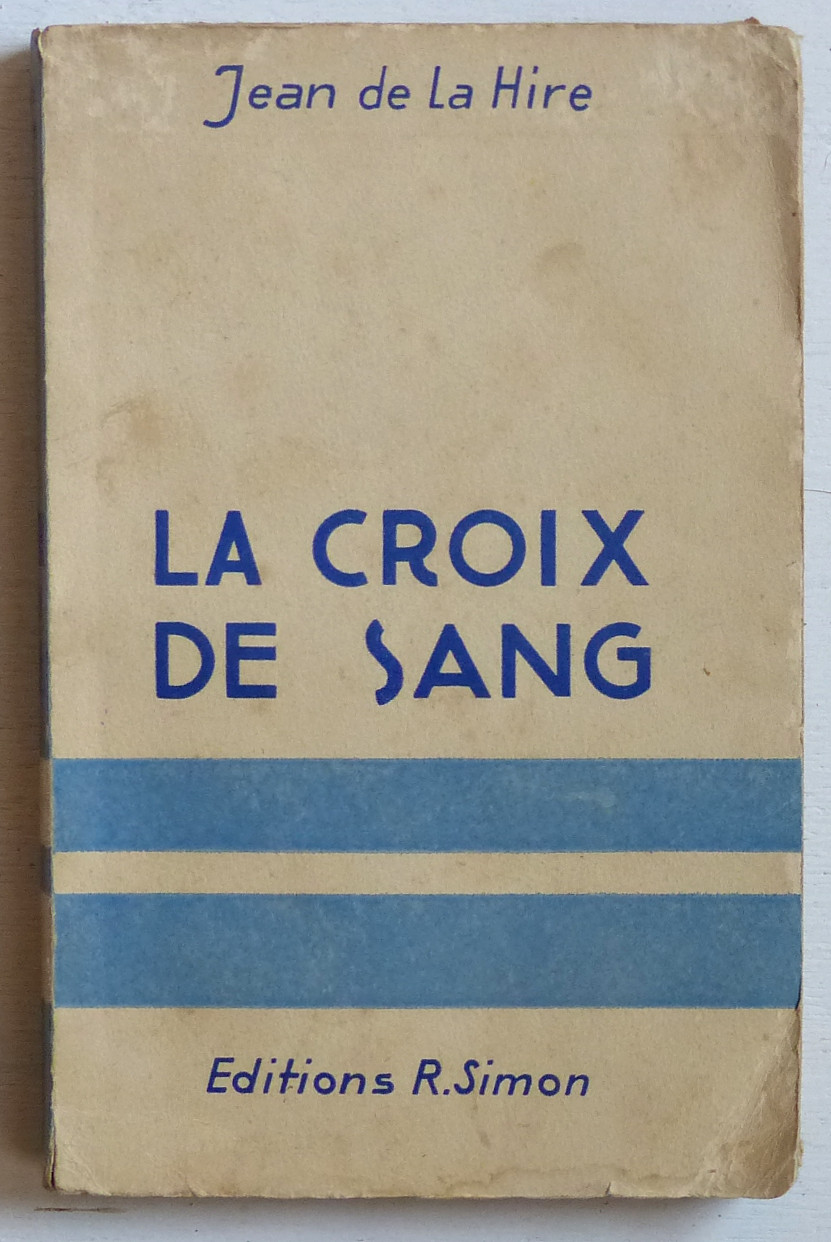 Jean de La Hire
LA CROIX
DE SANG
Editions R.Simon